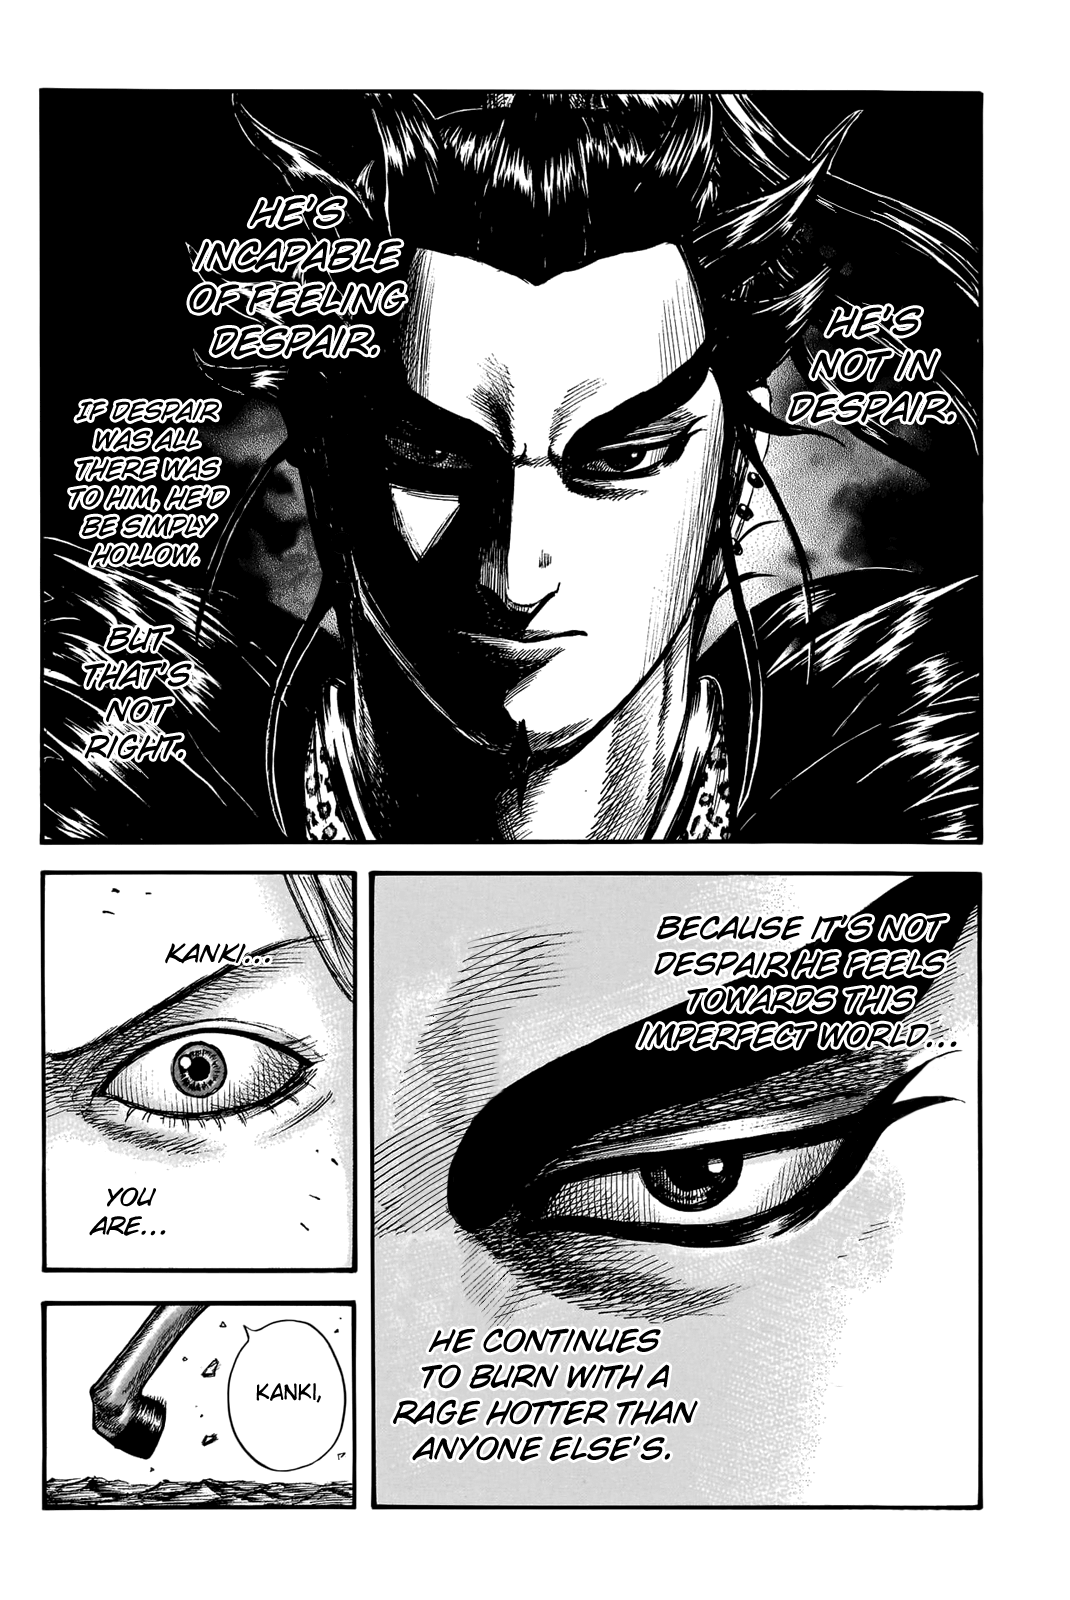 HE'S
NOT IN
DESPAIR.
HE'S
INCAPABLE
OF FEELING
DESPAIR.
IF DESPAIR
WAS ALL
THERE WAS
TO HIM, HE'D
BE SIMPLY
HOLLOW.
BUT
THAT'S
NOT
RIGHT.
BECAUSE IT'S NOT
DESPAIR HE FEELS
TOWARDS THIS
IMPERFECT WORLD...
HE CONTINUES
TO BURN WITH A
RAGE HOTTER THAN
ANYONE ELSE'S.
KANKI...
YOU
ARE...
KANKI,